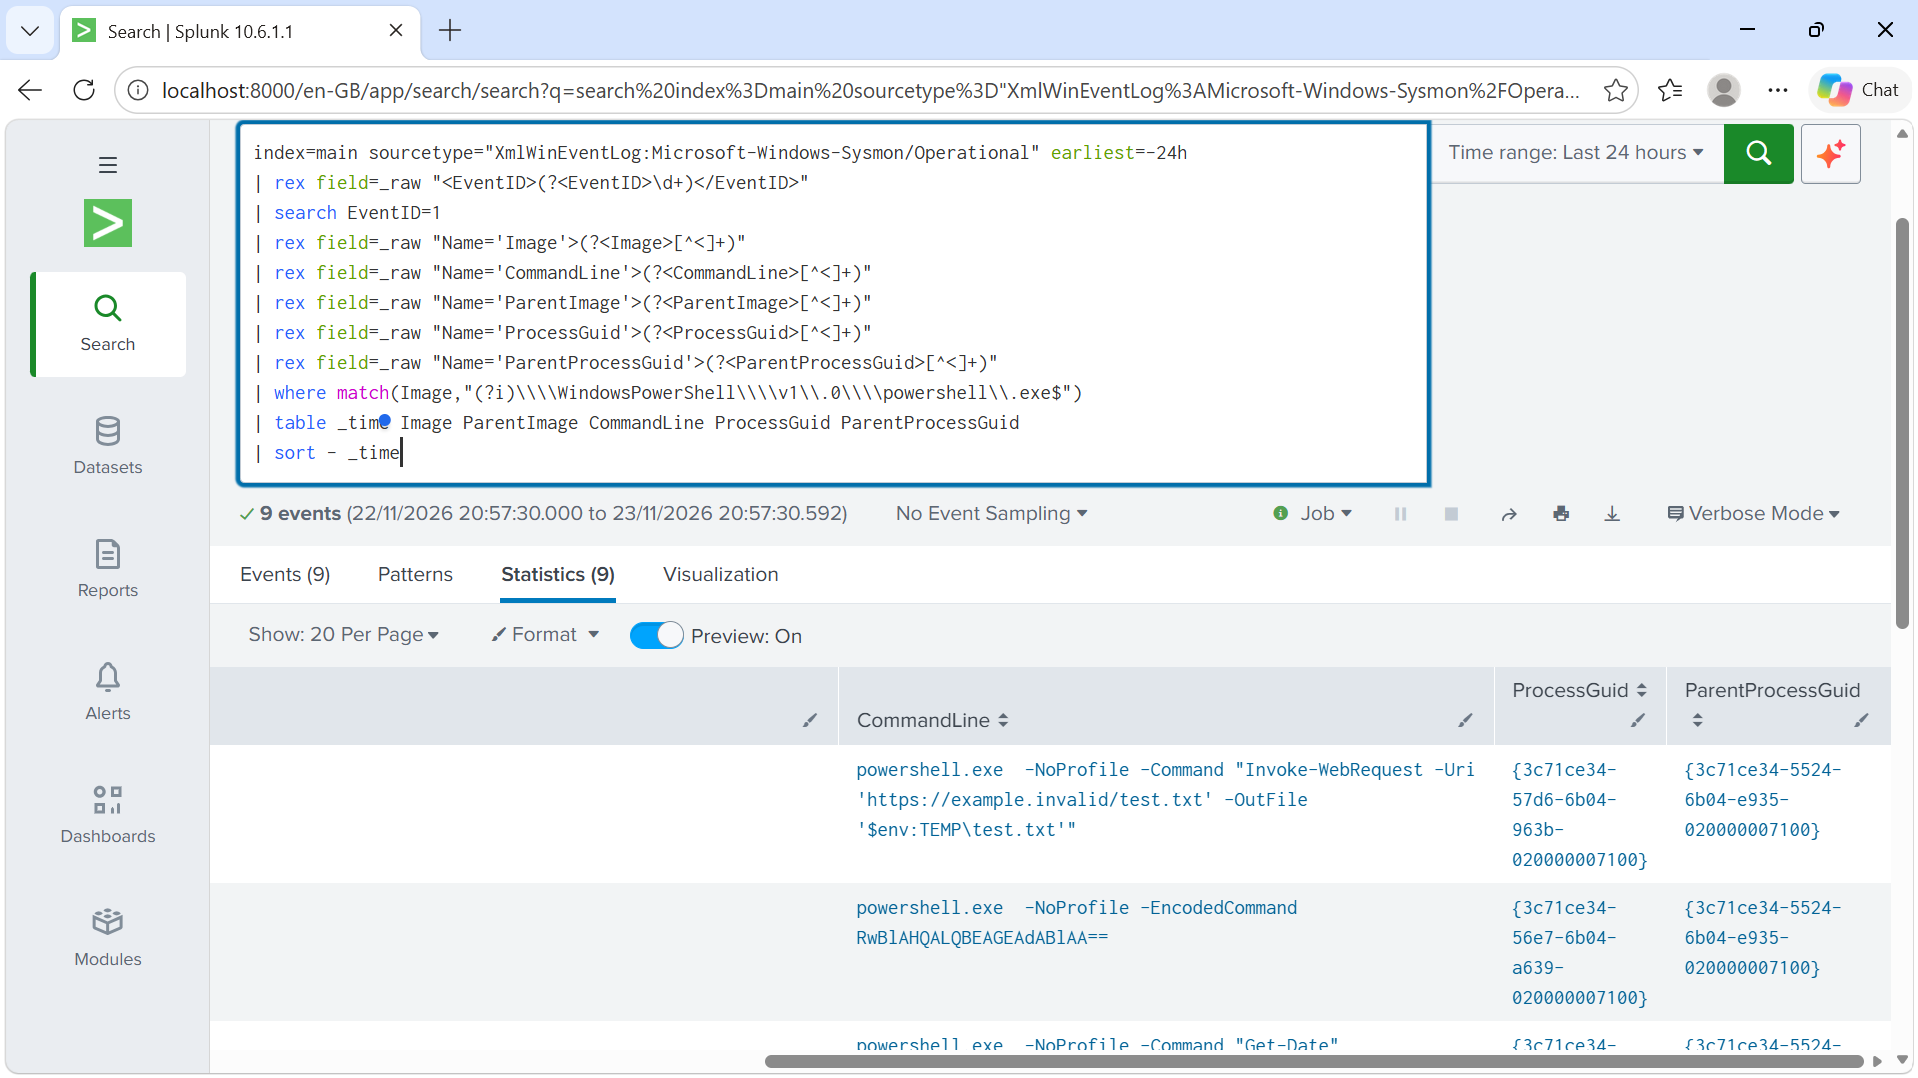 Search | Splunk 10.6.1.1
localhost:8000/en-GB/app/search/search?q=search%20index%3Dmain%20sourcetype%3D"XmlWinEventLog%3AMicrosoft-Windows-Sysmon%2FOpera...
Chat
index=main sourcetype="XmlWinEventLog:Microsoft-Windows-Sysmon/Operational" earliest=-24h
| rex field=_raw "<EventID>(?<EventID>\d+)</EventID>"
| search EventID=1
| rex field=_raw "Name='Image'>(?<Image>[^<]+)"
| rex field=_raw "Name='CommandLine'>(?<CommandLine>[^<]+)"
| rex field=_raw "Name='ParentImage'>(?<ParentImage>[^<]+)"
| rex field=_raw "Name='ProcessGuid'>(?<ProcessGuid>[^<]+)"
| rex field=_raw "Name='ParentProcessGuid'>(?<ParentProcessGuid>[^<]+)"
| where match(Image,"(?i)\\\\WindowsPowerShell\\\\v1\\.0\\\\powershell\\.exe$")
| table _time Image ParentImage CommandLine ProcessGuid ParentProcessGuid
| sort - _time
Time range: Last 24 hours
Search
Datasets
Reports
Alerts
Dashboards
Modules
9 events (22/11/2026 20:57:30.000 to 23/11/2026 20:57:30.592)
No Event Sampling
Job
Verbose Mode
Events (9)
Patterns
Statistics (9)
Visualization
Show: 20 Per Page
Format
Preview: On
CommandLine
ProcessGuid
ParentProcessGuid
powershell.exe  -NoProfile -Command "Invoke-WebRequest -Uri
'https://example.invalid/test.txt' -OutFile
'$env:TEMP\test.txt'"
{3c71ce34-
57d6-6b04-
963b-
020000007100}
{3c71ce34-5524-
6b04-e935-
020000007100}
powershell.exe  -NoProfile -EncodedCommand
RwBlAHQALQBEAGEAdABlAA==
{3c71ce34-
56e7-6b04-
a639-
020000007100}
{3c71ce34-5524-
6b04-e935-
020000007100}
powershell.exe  -NoProfile -Command "Get-Date"
{3c71ce34-
{3c71ce34-5524-